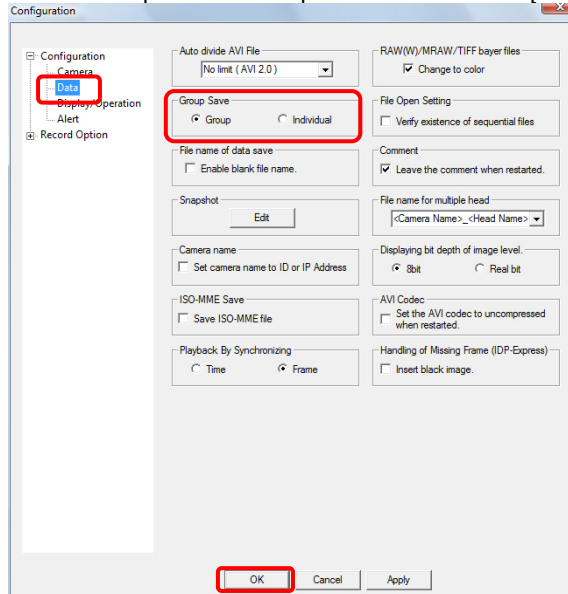 Configuration
Configuration
Camera
Data
Display/Operation
Alert
Record Option
Auto divide AVI File
No limit ( AVI 2.0 )
Group Save
Group
Individual
File name of data save
Enable blank file name.
Snapshot
Edit
Camera name
Set camera name to ID or IP Address
ISO-MME Save
Save ISO-MME file
Playback By Synchronizing
Time
Frame
RAW(W)/MRAW/TIFF bayer files
Change to color
File Open Setting
Verify existence of sequential files
Comment
Leave the comment when restarted.
File name for multiple head
<Camera Name>_<Head Name>
Displaying bit depth of image level.
8bit
Real bit
AVI Codec
Set the AVI codec to uncompressed
when restarted.
Handling of Missing Frame (IDP-Express)
Insert black image.
OK
Cancel
Apply